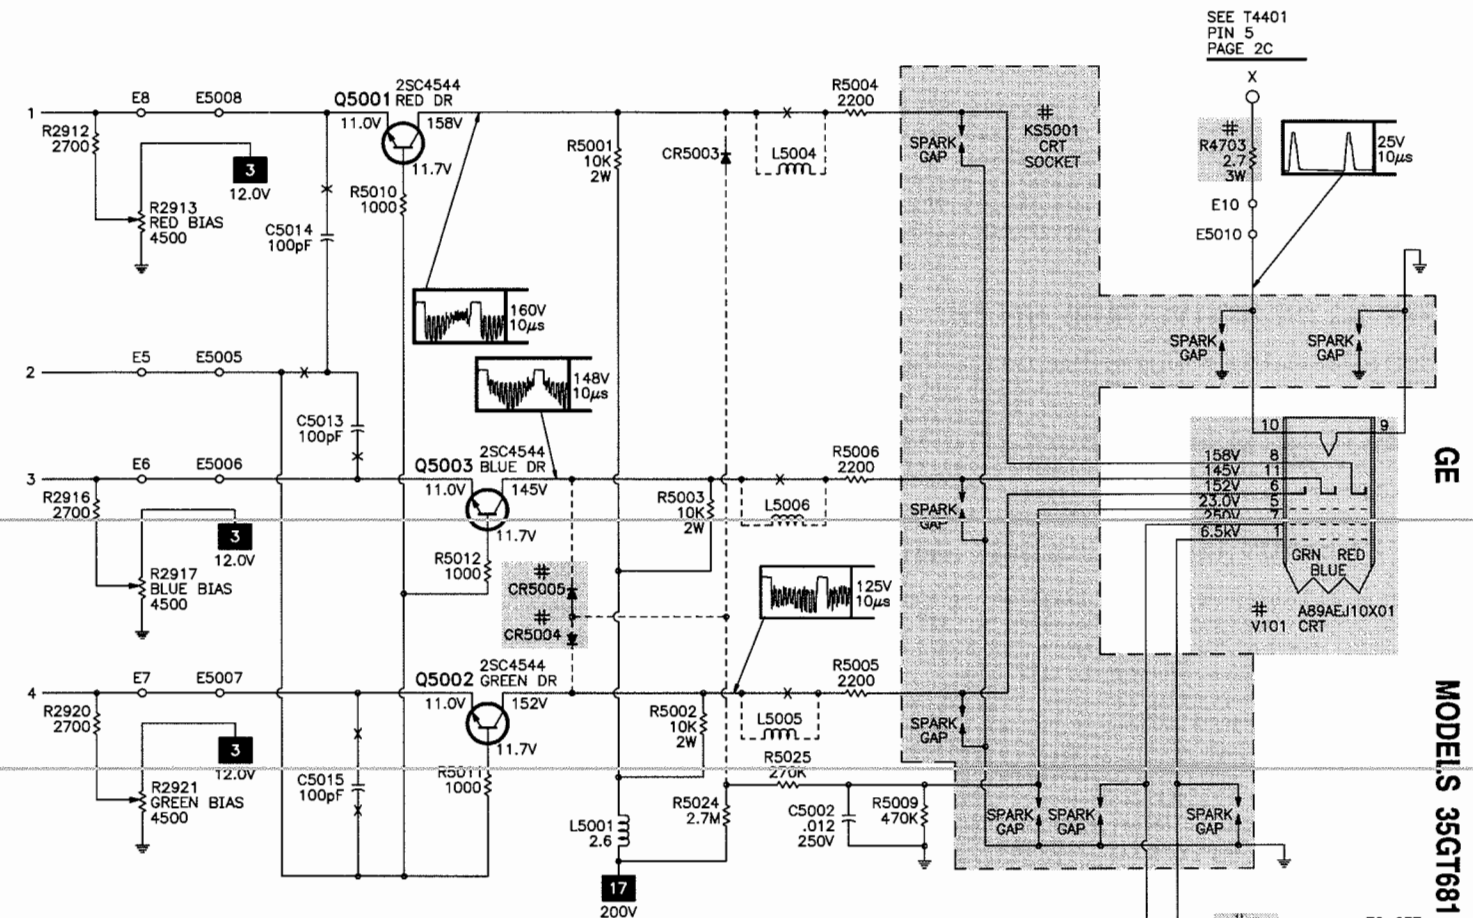 SEE T4401
PIN 5
PAGE 2C
X
1
E8
E5008
Q5001
2SC4544
RED DR
11.0V
158V
11.7V
R2912
2700
3
12.0V
R2913
RED BIAS
4500
R5010
1000
C5014
100pF
X
R5001
10K
2W
CR5003
X
L5004
R5004
2200
SPARK
GAP
#
KS5001
CRT
SOCKET
#
R4703
2.7
3W
25V
10µs
E10
E5010
160V
10µs
148V
10µs
SPARK
GAP
SPARK
GAP
2
E5
E5005
X
C5013
100pF
X
3
E6
E5006
Q5003
2SC4544
BLUE DR
11.0V
145V
11.7V
R2916
2700
3
12.0V
R2917
BLUE BIAS
4500
R5012
1000
#
CR5005
#
CR5004
R5003
10K
2W
X
L5006
R5006
2200
SPARK
GAP
125V
10µs
10
9
158V 8
145V 11
152V 6
23.0V 5
250V 7
6.5kV 1
GRN RED
BLUE
#
V101
A89AEJ10X01
CRT
GE
MODELS 35GT681
4
E7
E5007
Q5002
2SC4544
GREEN DR
11.0V
152V
11.7V
R2920
2700
3
12.0V
R2921
GREEN BIAS
4500
X
C5015
100pF
X
R5011
1000
R5002
10K
2W
X
L5005
R5005
2200
SPARK
GAP
R5025
270K
L5001
2.6
R5024
2.7M
C5002
.012
250V
R5009
470K
SPARK
GAP
SPARK
GAP
SPARK
GAP
17
200V